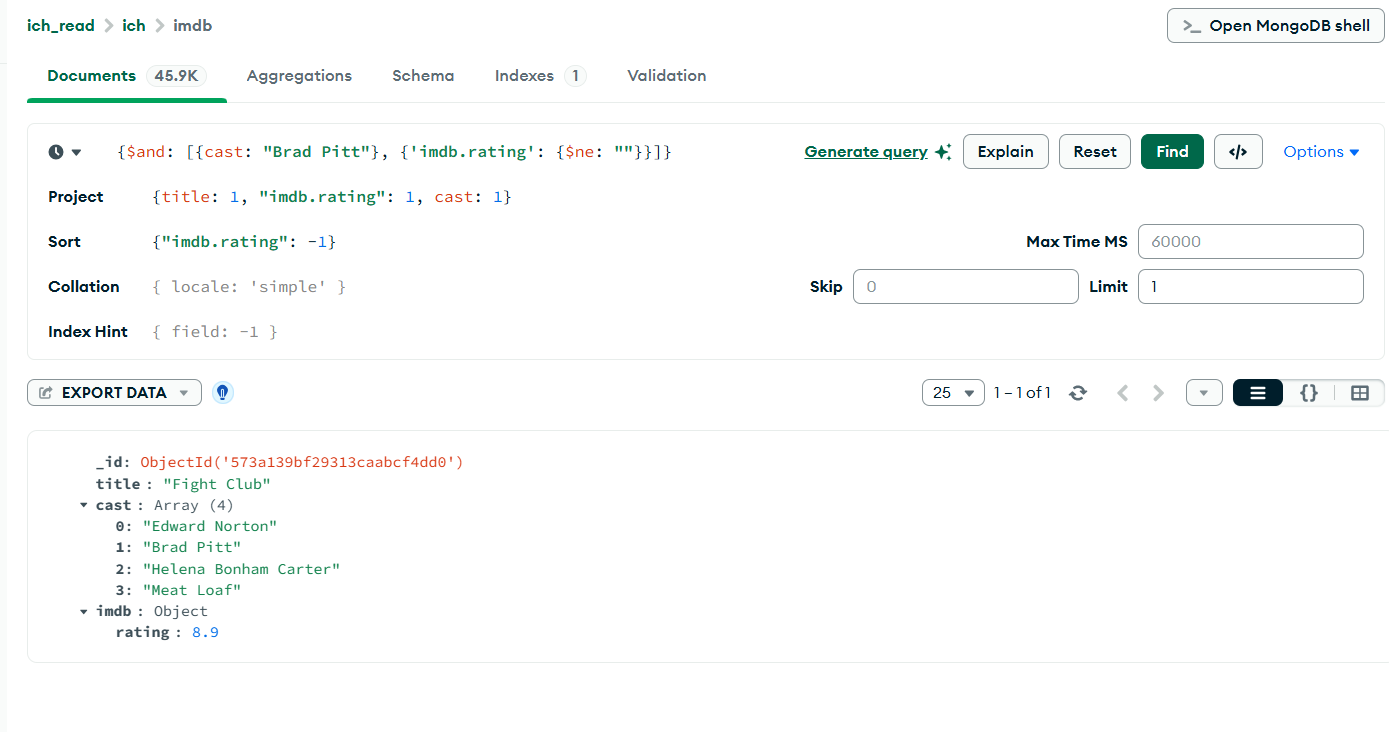 ich_read > ich > imdb
>_ Open MongoDB shell
Documents 45.9K Aggregations Schema Indexes 1 Validation
{$and: [{cast: "Brad Pitt"}, {'imdb.rating': {$ne: ""}}]}
Generate query Explain Reset Find </> Options
Project {title: 1, "imdb.rating": 1, cast: 1}
Sort {"imdb.rating": -1}
Max Time MS 60000
Collation { locale: 'simple' }
Skip 0 Limit 1
Index Hint { field: -1 }
EXPORT DATA 25 1 – 1 of 1 {}
_id: ObjectId('573a139bf29313caabcf4dd0')
title : "Fight Club"
cast : Array (4)
0: "Edward Norton"
1: "Brad Pitt"
2: "Helena Bonham Carter"
3: "Meat Loaf"
imdb : Object
rating : 8.9